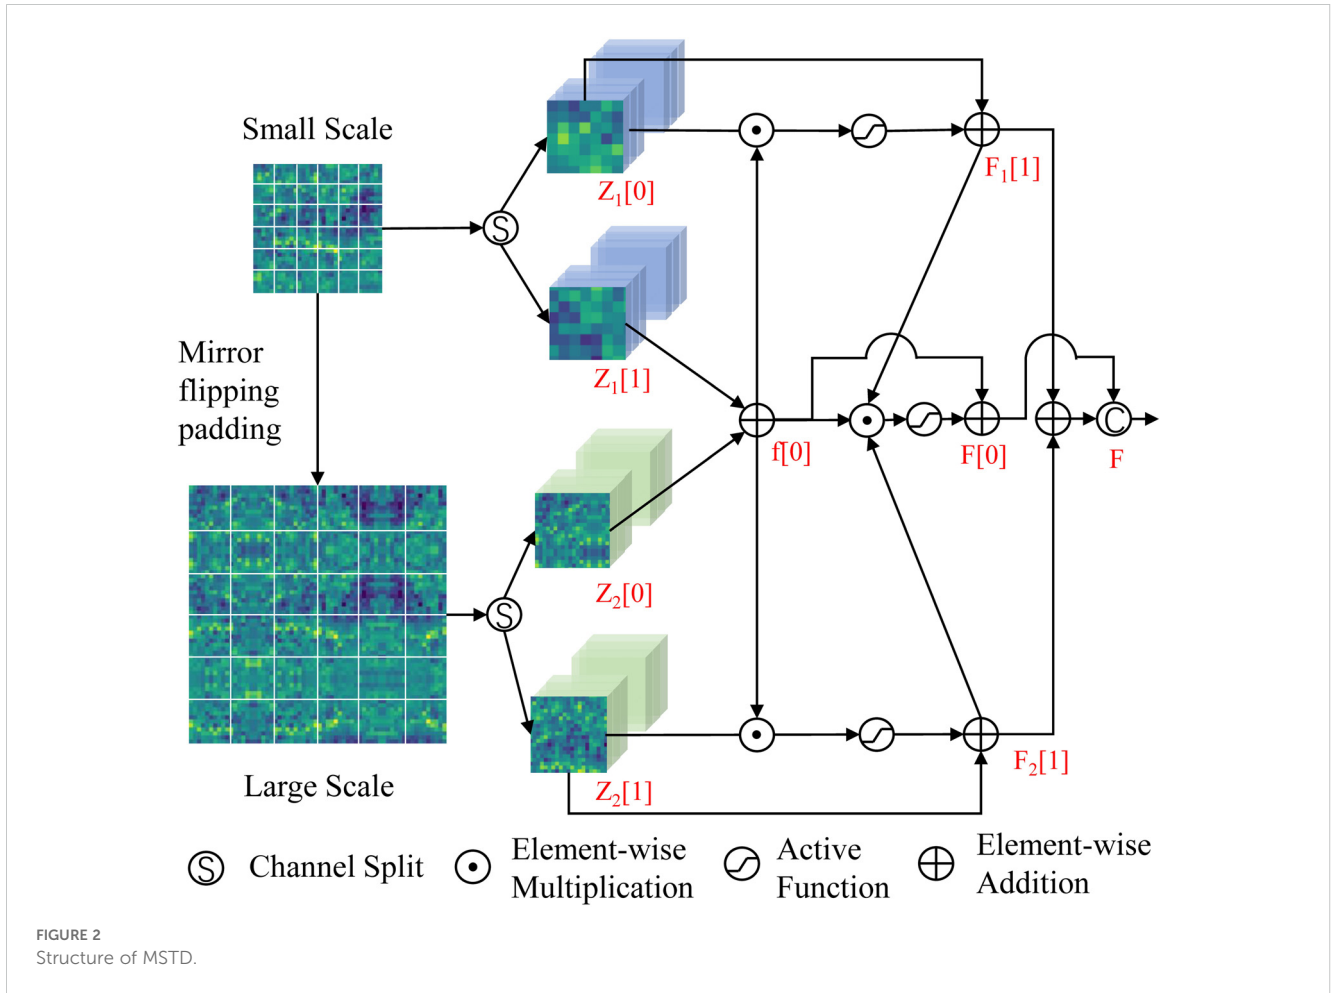 Small Scale
S
Z₁[0]
F₁[1]
Mirror
flipping
padding
Z₁[1]
f[0]
F[0]
C
F
Z₂[0]
S
Large Scale
Z₂[1]
F₂[1]
S Channel Split
Element-wise
Multiplication
Active
Function
Element-wise
Addition
FIGURE 2
Structure of MSTD.